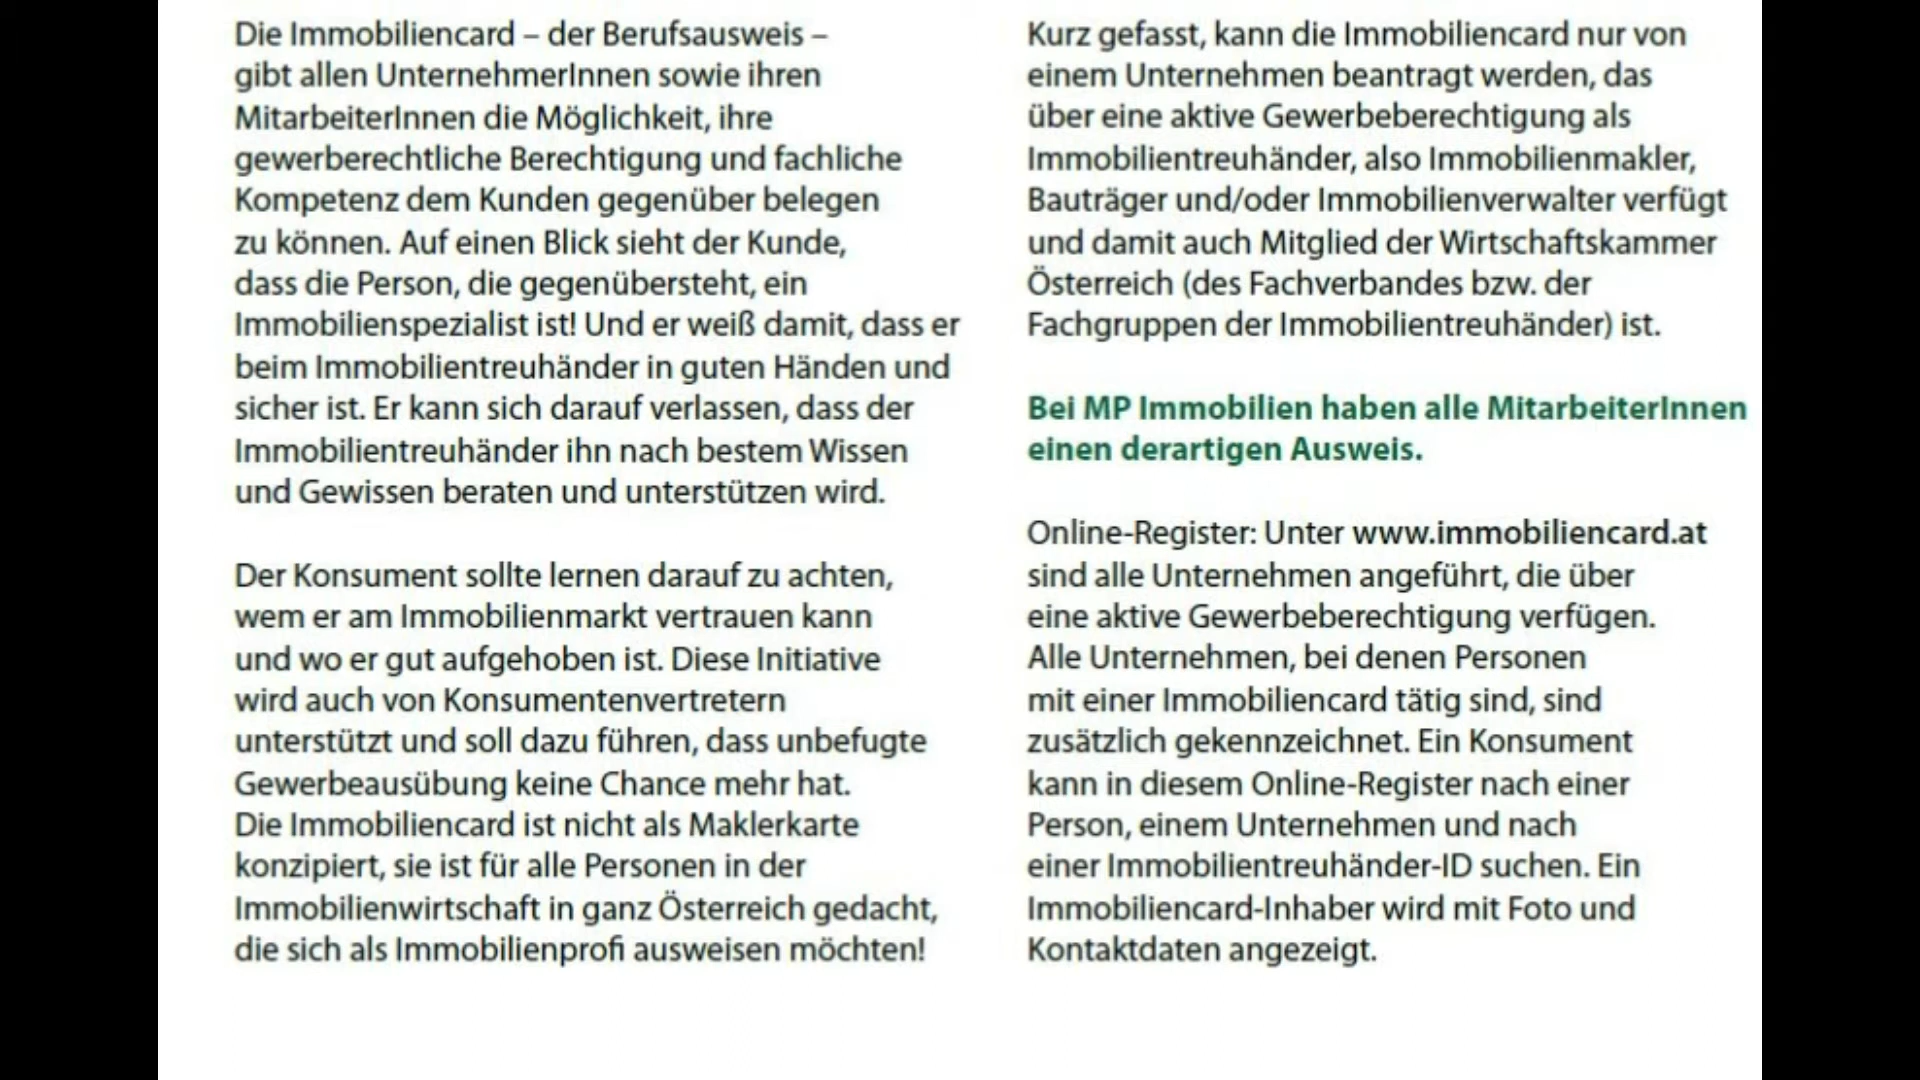 Die Immobiliencard – der Berufsausweis –
gibt allen UnternehmerInnen sowie ihren
MitarbeiterInnen die Möglichkeit, ihre
gewerberechtliche Berechtigung und fachliche
Kompetenz dem Kunden gegenüber belegen
zu können. Auf einen Blick sieht der Kunde,
dass die Person, die gegenübersteht, ein
Immobilienspezialist ist! Und er weiß damit, dass er
beim Immobilientreuhänder in guten Händen und
sicher ist. Er kann sich darauf verlassen, dass der
Immobilientreuhänder ihn nach bestem Wissen
und Gewissen beraten und unterstützen wird.
Der Konsument sollte lernen darauf zu achten,
wem er am Immobilienmarkt vertrauen kann
und wo er gut aufgehoben ist. Diese Initiative
wird auch von Konsumentenvertretern
unterstützt und soll dazu führen, dass unbefugte
Gewerbeausübung keine Chance mehr hat.
Die Immobiliencard ist nicht als Maklerkarte
konzipiert, sie ist für alle Personen in der
Immobilienwirtschaft in ganz Österreich gedacht,
die sich als Immobilienprofi ausweisen möchten!
Kurz gefasst, kann die Immobiliencard nur von
einem Unternehmen beantragt werden, das
über eine aktive Gewerbeberechtigung als
Immobilientreuhänder, also Immobilienmakler,
Bauträger und/oder Immobilienverwalter verfügt
und damit auch Mitglied der Wirtschaftskammer
Österreich (des Fachverbandes bzw. der
Fachgruppen der Immobilientreuhänder) ist.
Bei MP Immobilien haben alle MitarbeiterInnen
einen derartigen Ausweis.
Online-Register: Unter www.immobiliencard.at
sind alle Unternehmen angeführt, die über
eine aktive Gewerbeberechtigung verfügen.
Alle Unternehmen, bei denen Personen
mit einer Immobiliencard tätig sind, sind
zusätzlich gekennzeichnet. Ein Konsument
kann in diesem Online-Register nach einer
Person, einem Unternehmen und nach
einer Immobilientreuhänder-ID suchen. Ein
Immobiliencard-Inhaber wird mit Foto und
Kontaktdaten angezeigt.